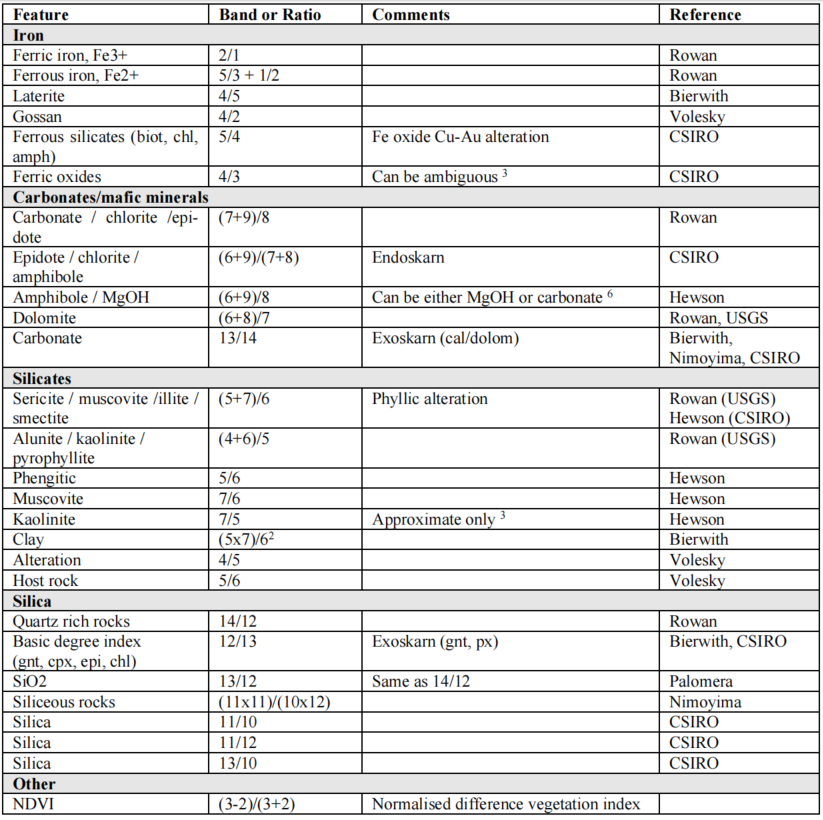 Feature Band or Ratio Comments Reference
Iron
Ferric iron, Fe3+ 2/1 Rowan
Ferrous iron, Fe2+ 5/3 + 1/2 Rowan
Laterite 4/5 Bierwith
Gossan 4/2 Volesky
Ferrous silicates (biot, chl, 5/4 Fe oxide Cu-Au alteration CSIRO
amph)
Ferric oxides 4/3 Can be ambiguous ³ CSIRO
Carbonates/mafic minerals
Carbonate / chlorite /epi- (7+9)/8 Rowan
dote
Epidote / chlorite / (6+9)/(7+8) Endoskarn CSIRO
amphibole
Amphibole / MgOH (6+9)/8 Can be either MgOH or carbonate ⁶ Hewson
Dolomite (6+8)/7 Rowan, USGS
Carbonate 13/14 Exoskarn (cal/dolom) Bierwith,
Nimoyima, CSIRO
Silicates
Sericite / muscovite /illite / (5+7)/6 Phyllic alteration Rowan (USGS)
smectite Hewson (CSIRO)
Alunite / kaolinite / (4+6)/5 Rowan (USGS)
pyrophyllite
Phengitic 5/6 Hewson
Muscovite 7/6 Hewson
Kaolinite 7/5 Approximate only ³ Hewson
Clay (5x7)/6² Bierwith
Alteration 4/5 Volesky
Host rock 5/6 Volesky
Silica
Quartz rich rocks 14/12 Rowan
Basic degree index 12/13 Exoskarn (gnt, px) Bierwith, CSIRO
(gnt, cpx, epi, chl)
SiO2 13/12 Same as 14/12 Palomera
Siliceous rocks (11x11)/(10x12) Nimoyima
Silica 11/10 CSIRO
Silica 11/12 CSIRO
Silica 13/10 CSIRO
Other
NDVI (3-2)/(3+2) Normalised difference vegetation index